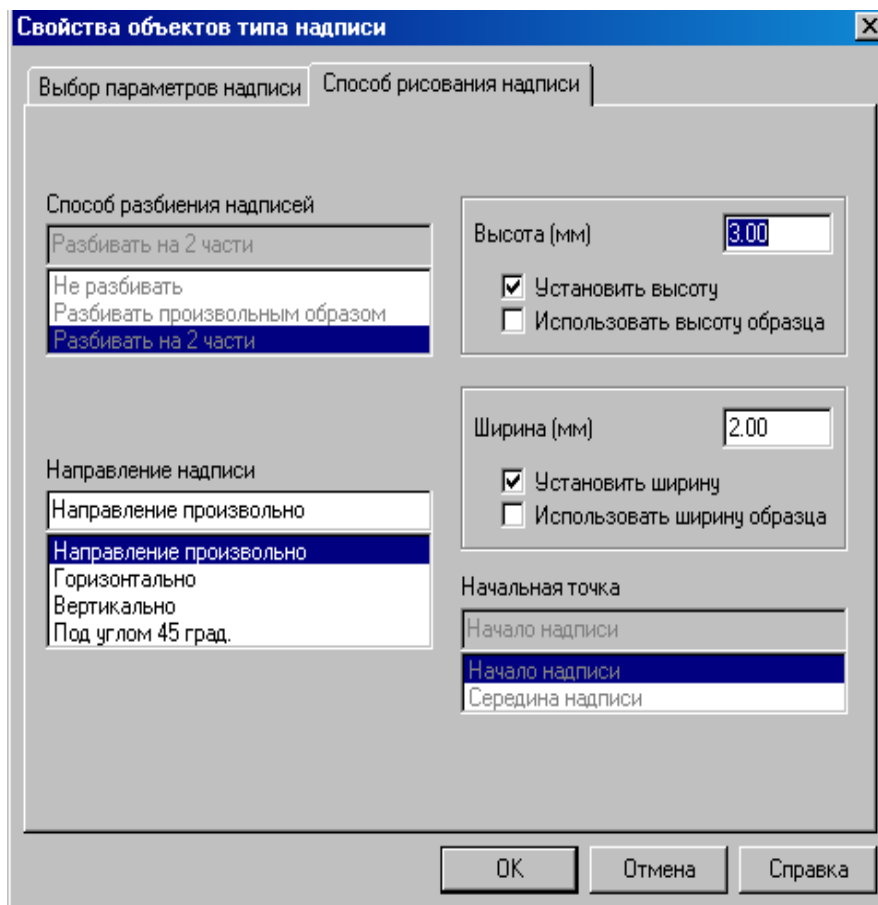 Свойства объектов типа надписи
Выбор параметров надписи
Способ рисования надписи
Способ разбиения надписей
Разбивать на 2 части
Не разбивать
Разбивать произвольным образом
Разбивать на 2 части
Направление надписи
Направление произвольно
Направление произвольно
Горизонтально
Вертикально
Под углом 45 град.
Высота (мм) 3.00
Установить высоту
Использовать высоту образца
Ширина (мм) 2.00
Установить ширину
Использовать ширину образца
Начальная точка
Начало надписи
Начало надписи
Середина надписи
OK Отмена Справка